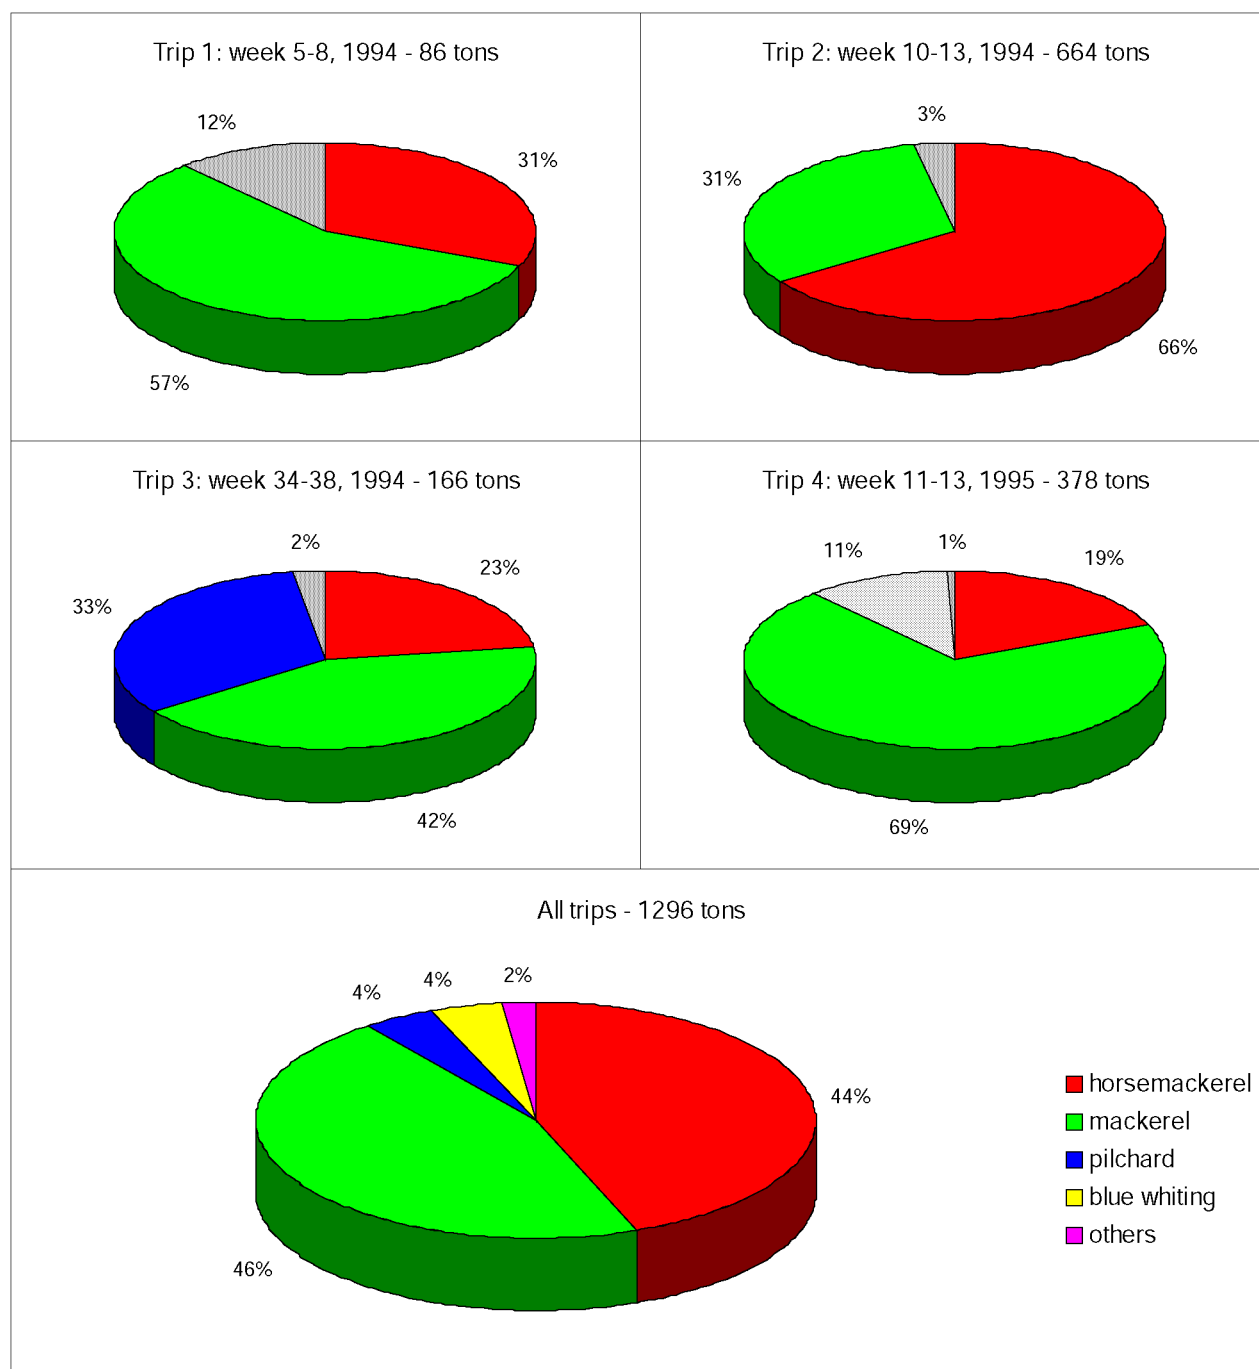 Trip 1: week 5-8, 1994 - 86 tons
12%
31%
57%
Trip 2: week 10-13, 1994 - 664 tons
3%
31%
66%
Trip 3: week 34-38, 1994 - 166 tons
2%
23%
33%
42%
Trip 4: week 11-13, 1995 - 378 tons
11%
1%
19%
69%
All trips - 1296 tons
4%
4%
2%
44%
46%
horsemackerel
mackerel
pilchard
blue whiting
others